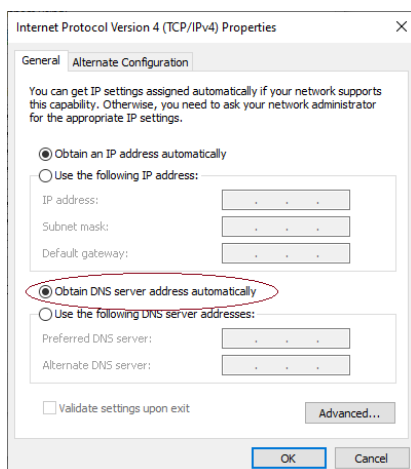 Internet Protocol Version 4 (TCP/IPv4) Properties
General
Alternate Configuration
You can get IP settings assigned automatically if your network supports
this capability. Otherwise, you need to ask your network administrator
for the appropriate IP settings.
Obtain an IP address automatically
Use the following IP address:
IP address:
Subnet mask:
Default gateway:
Obtain DNS server address automatically
Use the following DNS server addresses:
Preferred DNS server:
Alternate DNS server:
Validate settings upon exit
Advanced...
OK
Cancel